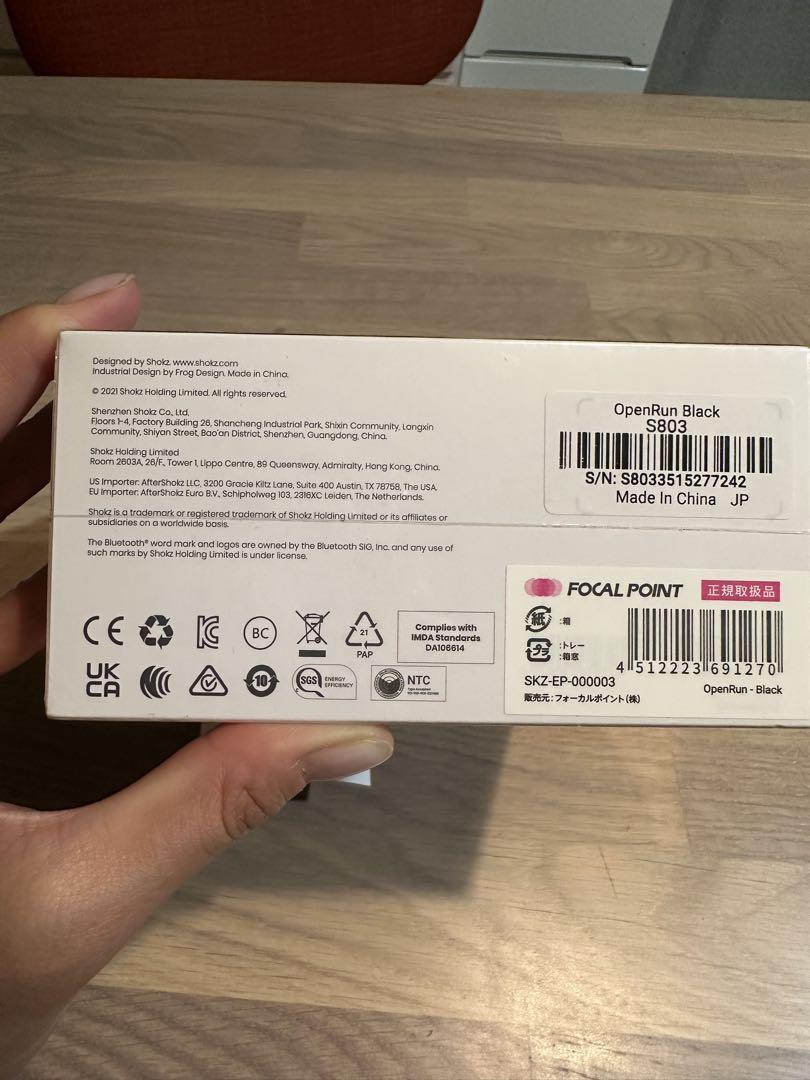 Designed by Shokz. www.shokz.com
Industrial Design by Frog Design. Made in China.
© 2021 Shokz Holding Limited. All rights reserved.
Shenzhen Shokz Co., Ltd.
Floors 1-4, Factory Building 26, Shancheng Industrial Park, Shixin Community, Langxin
Community, Shiyan Street, Bao'an District, Shenzhen, Guangdong, China.
Shokz Holding Limited
Room 2603A, 26/F., Tower 1, Lippo Centre, 89 Queensway, Admiralty, Hong Kong, China.
US Importer: AfterShokz LLC, 3200 Gracie Kiltz Lane, Suite 400 Austin, TX 78758, The USA.
EU Importer: AfterShokz Euro B.V., Schipholweg 103, 2316XC Leiden, The Netherlands.
Shokz is a trademark or registered trademark of Shokz Holding Limited or its affiliates or
subsidiaries on a worldwide basis.
The Bluetooth® word mark and logos are owned by the Bluetooth SIG, Inc. and any use of
such marks by Shokz Holding Limited is under license.
CE
BC
21
PAP
Complies with
IMDA Standards
DA106614
UK
CA
10
SGS ENERGY
EFFICIENCY
NTC
Type Accepted
OpenRun Black
S803
S/N: S8033515277242
Made In China JP
FOCAL POINT 正規取扱品
紙 :箱
プラ :トレー
:箱窓
4 512223 691270
SKZ-EP-000003
OpenRun - Black
販売元:フォーカルポイント(株)